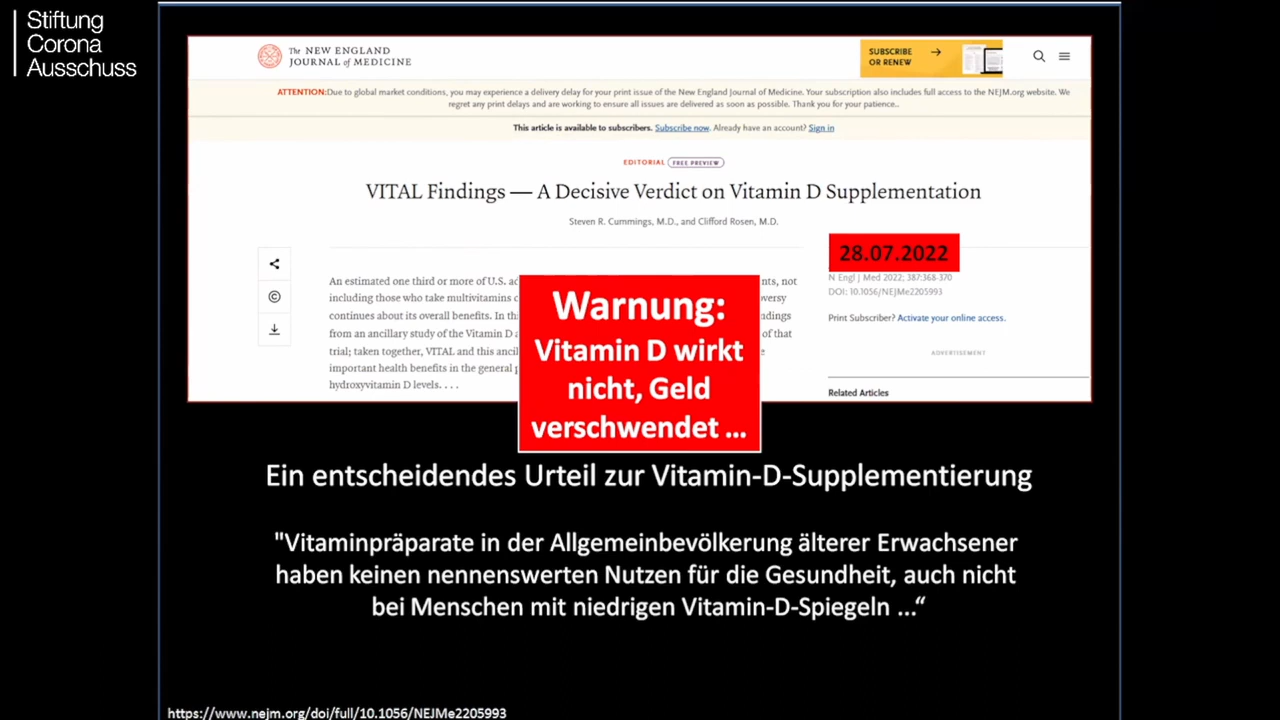 Stiftung
Corona
Ausschuss
The NEW ENGLAND
JOURNAL of MEDICINE
SUBSCRIBE
OR RENEW
ATTENTION:Due to global market conditions, you may experience a delivery delay for your print issue of the New England Journal of Medicine. Your subscription also includes full access to the NEJM.org website. We
regret any print delays and are working to ensure all issues are delivered as soon as possible. Thank you for your patience..
This article is available to subscribers. Subscribe now. Already have an account? Sign in
EDITORIAL FREE PREVIEW
VITAL Findings — A Decisive Verdict on Vitamin D Supplementation
Steven R. Cummings, M.D., and Clifford Rosen, M.D.
28.07.2022
N Engl J Med 2022; 387:368-370
DOI: 10.1056/NEJMe2205993
Print Subscriber? Activate your online access.
ADVERTISEMENT
Related Articles
An estimated one third or more of U.S. nts, not
including those who take multivitamins
continues about its overall benefits. In
from an ancillary study of the Vitamin D of that
trial; taken together, VITAL and this
important health benefits in the general
hydroxyvitamin D levels. . . .
Warnung:
Vitamin D wirkt
nicht, Geld
verschwendet ...
Ein entscheidendes Urteil zur Vitamin-D-Supplementierung
"Vitaminpräparate in der Allgemeinbevölkerung älterer Erwachsener
haben keinen nennenswerten Nutzen für die Gesundheit, auch nicht
bei Menschen mit niedrigen Vitamin-D-Spiegeln ...“
https://www.nejm.org/doi/full/10.1056/NEJMe2205993